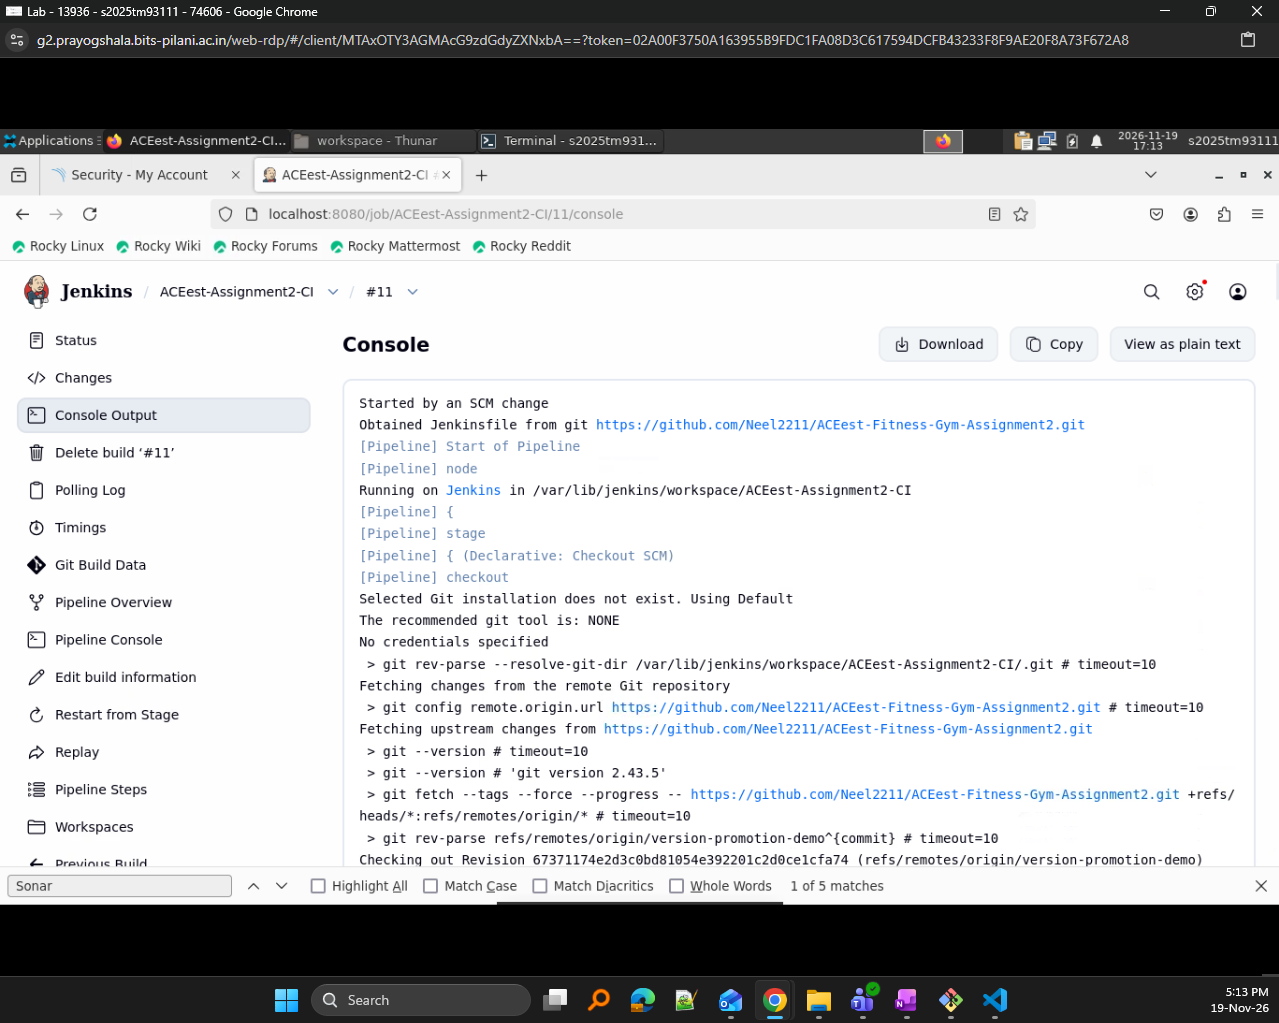 Lab - 13936 - s2025tm93111 - 74606 - Google Chrome
g2.prayogshala.bits-pilani.ac.in/web-rdp/#/client/MTAxOTY3AGMAcG9zdGdyZXNxbA==?token=02A00F3750A163955B9FDC1FA08D3C617594DCFB43233F8F9AE20F8A73F672A8
Applications ACEest-Assignment2-CI... workspace - Thunar Terminal - s2025tm931... 2026-11-19 17:13 s2025tm93111
Security - My Account ACEest-Assignment2-CI
localhost:8080/job/ACEest-Assignment2-CI/11/console
Rocky Linux Rocky Wiki Rocky Forums Rocky Mattermost Rocky Reddit
Jenkins / ACEest-Assignment2-CI / #11
Status
Changes
Console Output
Delete build ‘#11’
Polling Log
Timings
Git Build Data
Pipeline Overview
Pipeline Console
Edit build information
Restart from Stage
Replay
Pipeline Steps
Workspaces
Previous Build
Console Download Copy View as plain text
Started by an SCM change
Obtained Jenkinsfile from git https://github.com/Neel2211/ACEest-Fitness-Gym-Assignment2.git
[Pipeline] Start of Pipeline
[Pipeline] node
Running on Jenkins in /var/lib/jenkins/workspace/ACEest-Assignment2-CI
[Pipeline] {
[Pipeline] stage
[Pipeline] { (Declarative: Checkout SCM)
[Pipeline] checkout
Selected Git installation does not exist. Using Default
The recommended git tool is: NONE
No credentials specified
> git rev-parse --resolve-git-dir /var/lib/jenkins/workspace/ACEest-Assignment2-CI/.git # timeout=10
Fetching changes from the remote Git repository
> git config remote.origin.url https://github.com/Neel2211/ACEest-Fitness-Gym-Assignment2.git # timeout=10
Fetching upstream changes from https://github.com/Neel2211/ACEest-Fitness-Gym-Assignment2.git
> git --version # timeout=10
> git --version # 'git version 2.43.5'
> git fetch --tags --force --progress -- https://github.com/Neel2211/ACEest-Fitness-Gym-Assignment2.git +refs/
heads/*:refs/remotes/origin/* # timeout=10
> git rev-parse refs/remotes/origin/version-promotion-demo^{commit} # timeout=10
Checking out Revision 67371174e2d3c0bd81054e392201c2d0ce1cfa74 (refs/remotes/origin/version-promotion-demo)
Sonar Highlight All Match Case Match Diacritics Whole Words 1 of 5 matches
Search
5:13 PM
19-Nov-26